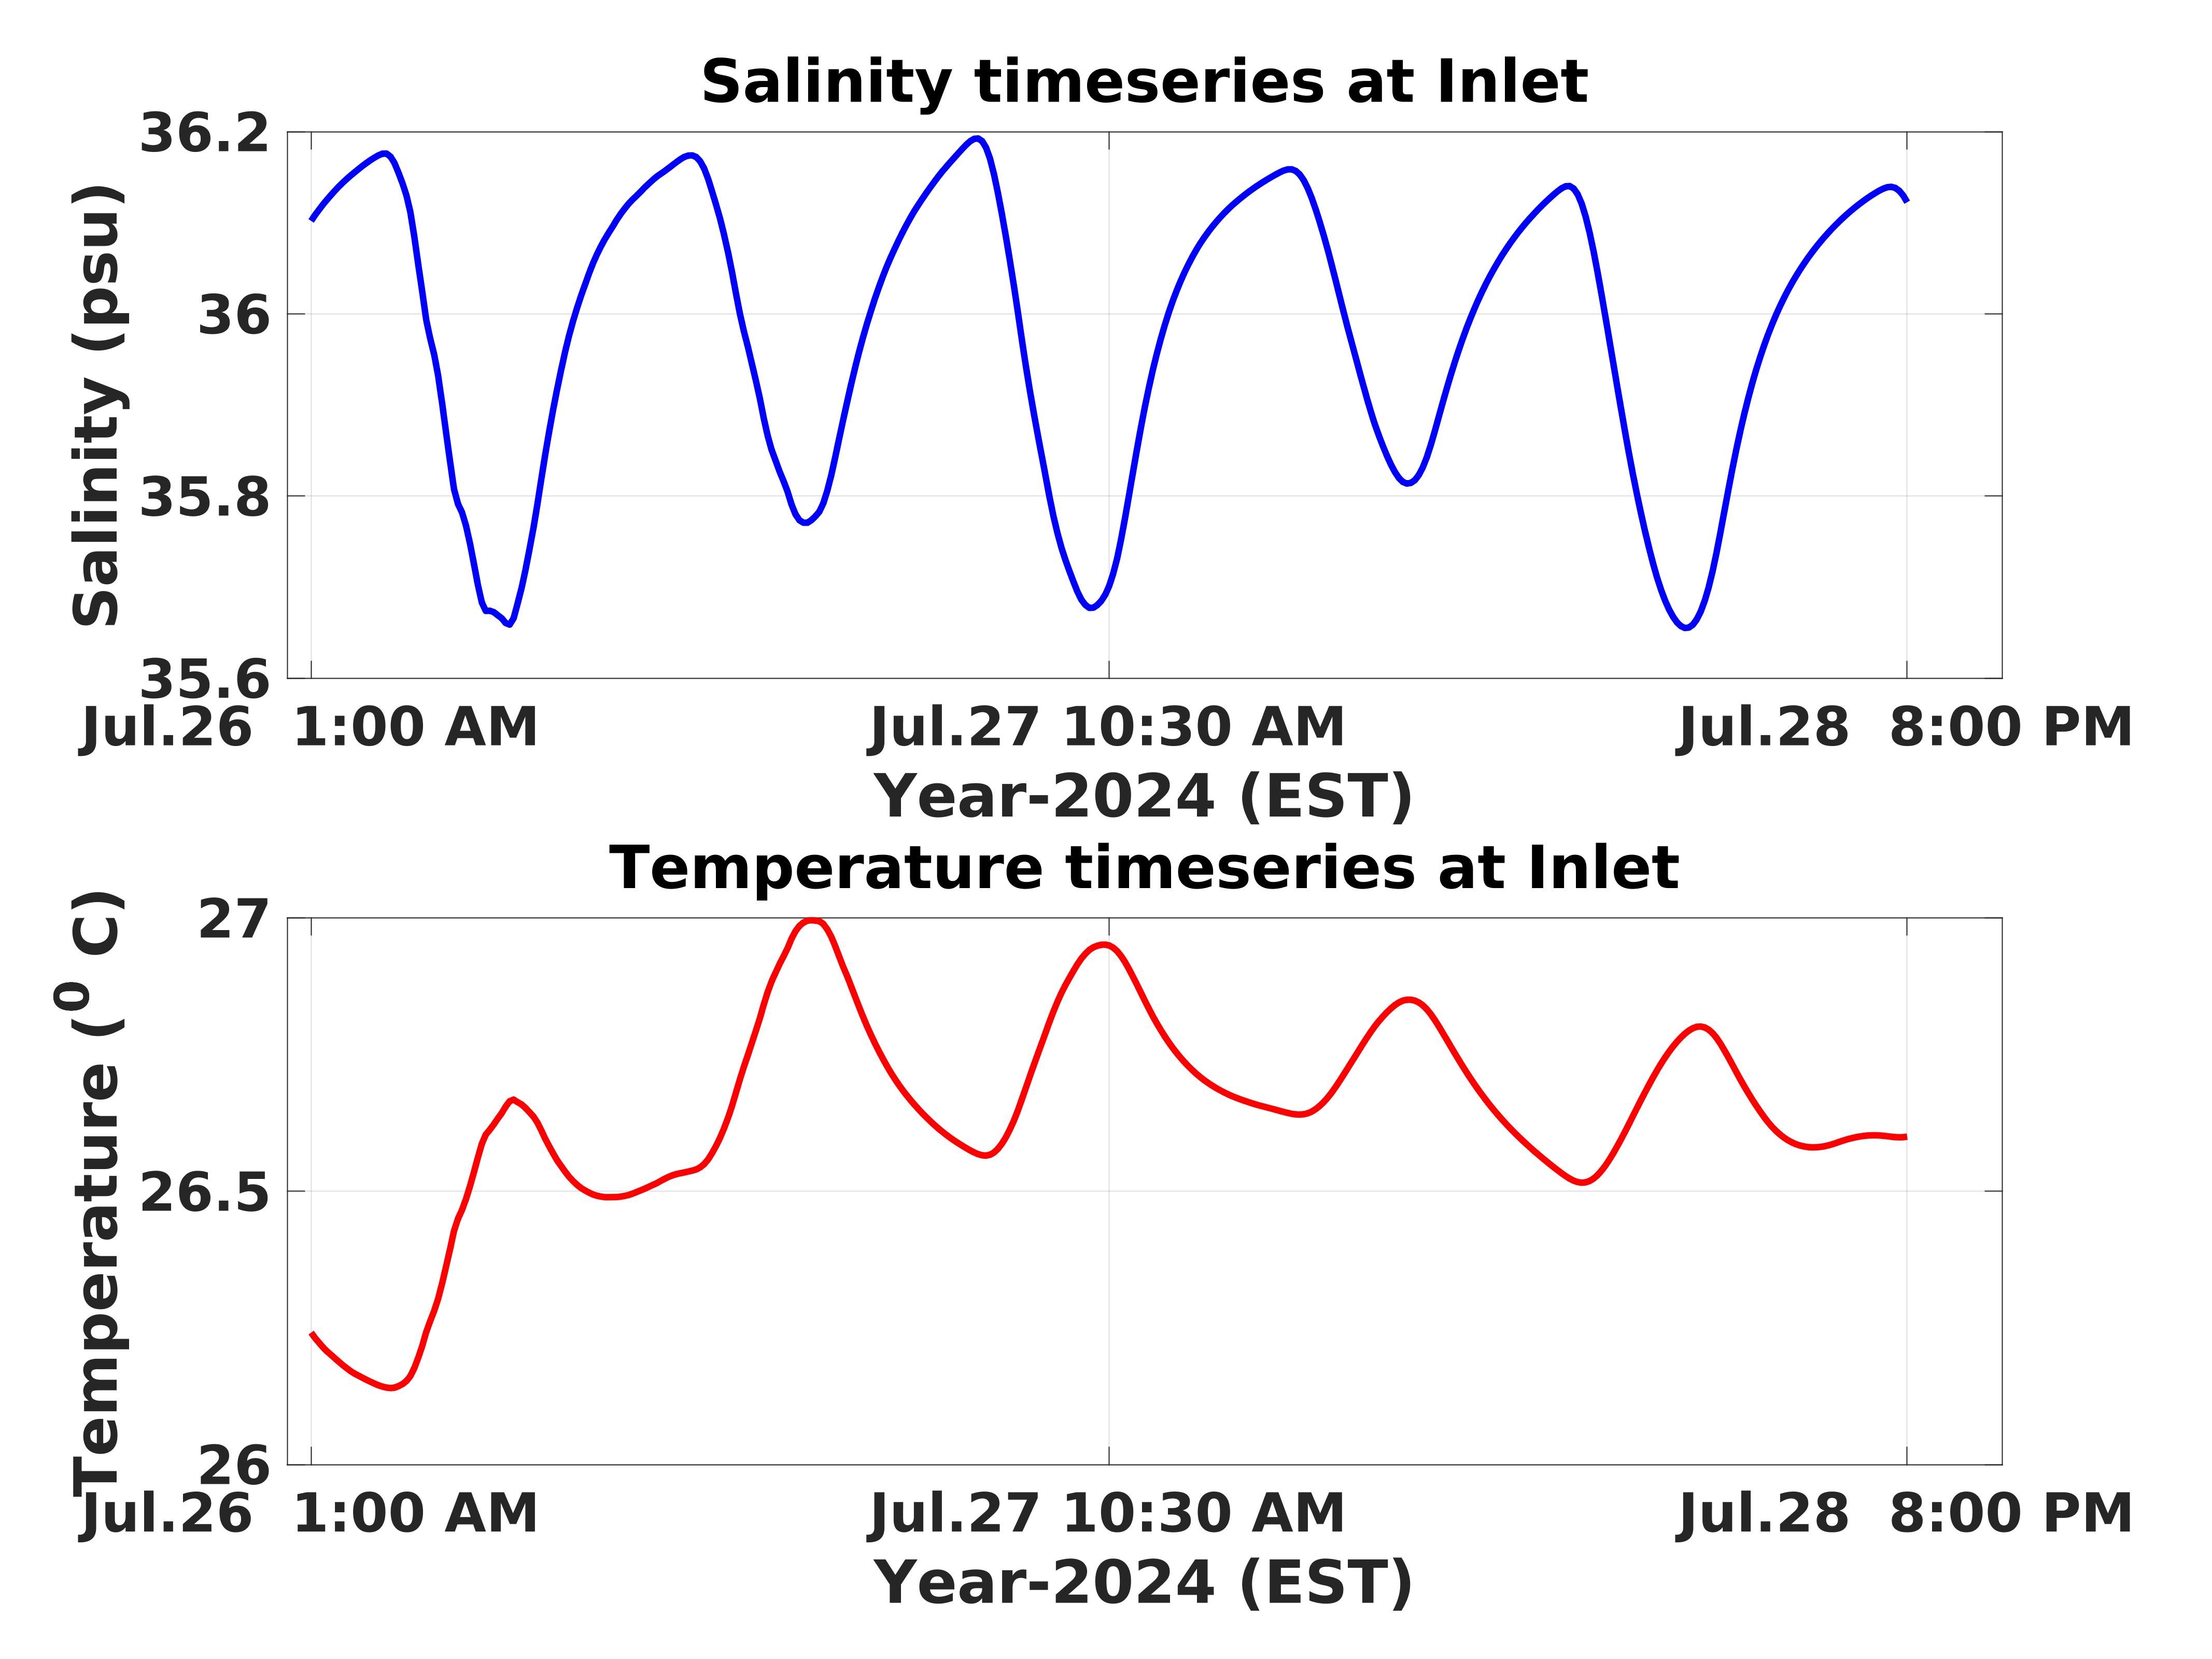 Salinity timeseries at Inlet
Salinity (psu)
36.2
36
35.8
35.6
Jul.26  1:00 AM
Jul.27 10:30 AM
Jul.28  8:00 PM
Year-2024 (EST)
Temperature timeseries at Inlet
Temperature (⁰ C)
27
26.5
26
Jul.26  1:00 AM
Jul.27 10:30 AM
Jul.28  8:00 PM
Year-2024 (EST)